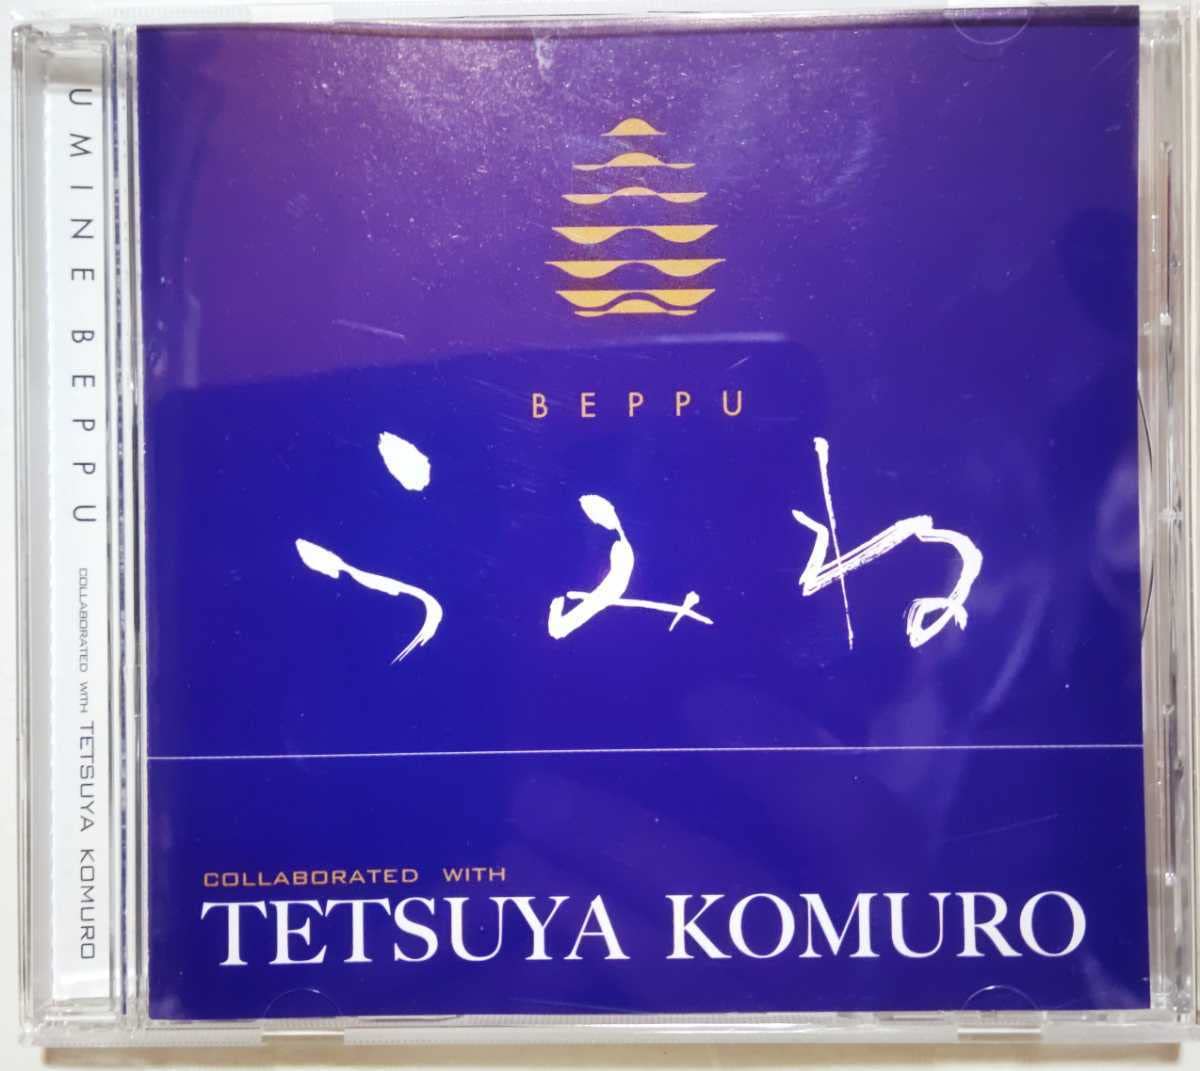 UMINE BEPPU COLLABORATED WITH TETSUYA KOMURO
BEPPU
うみね
COLLABORATED WITH
TETSUYA KOMURO